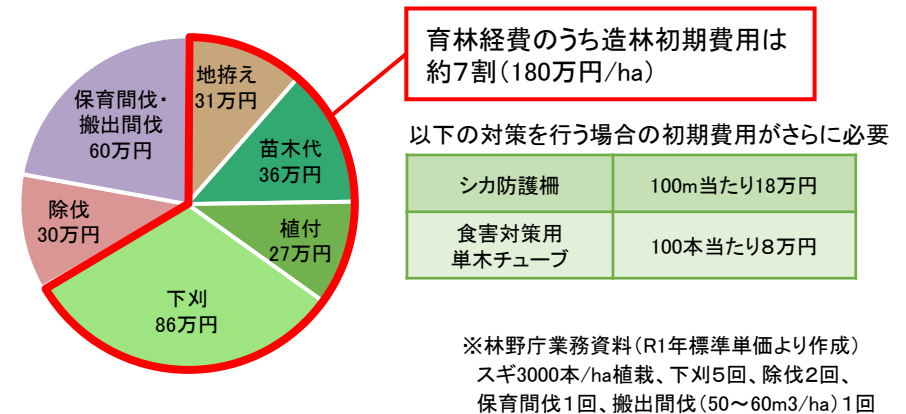 育林経費のうち造林初期費用は
約７割（180万円/ha）
地拵え
31万円
苗木代
36万円
植付
27万円
下刈
86万円
除伐
30万円
保育間伐・
搬出間伐
60万円
以下の対策を行う場合の初期費用がさらに必要
シカ防護柵
100m当たり18万円
食害対策用
単木チューブ
100本当たり８万円
※林野庁業務資料（R1年標準単価より作成）
スギ3000本/ha植栽、下刈５回、除伐２回、
保育間伐１回、搬出間伐（50～60m3/ha）１回